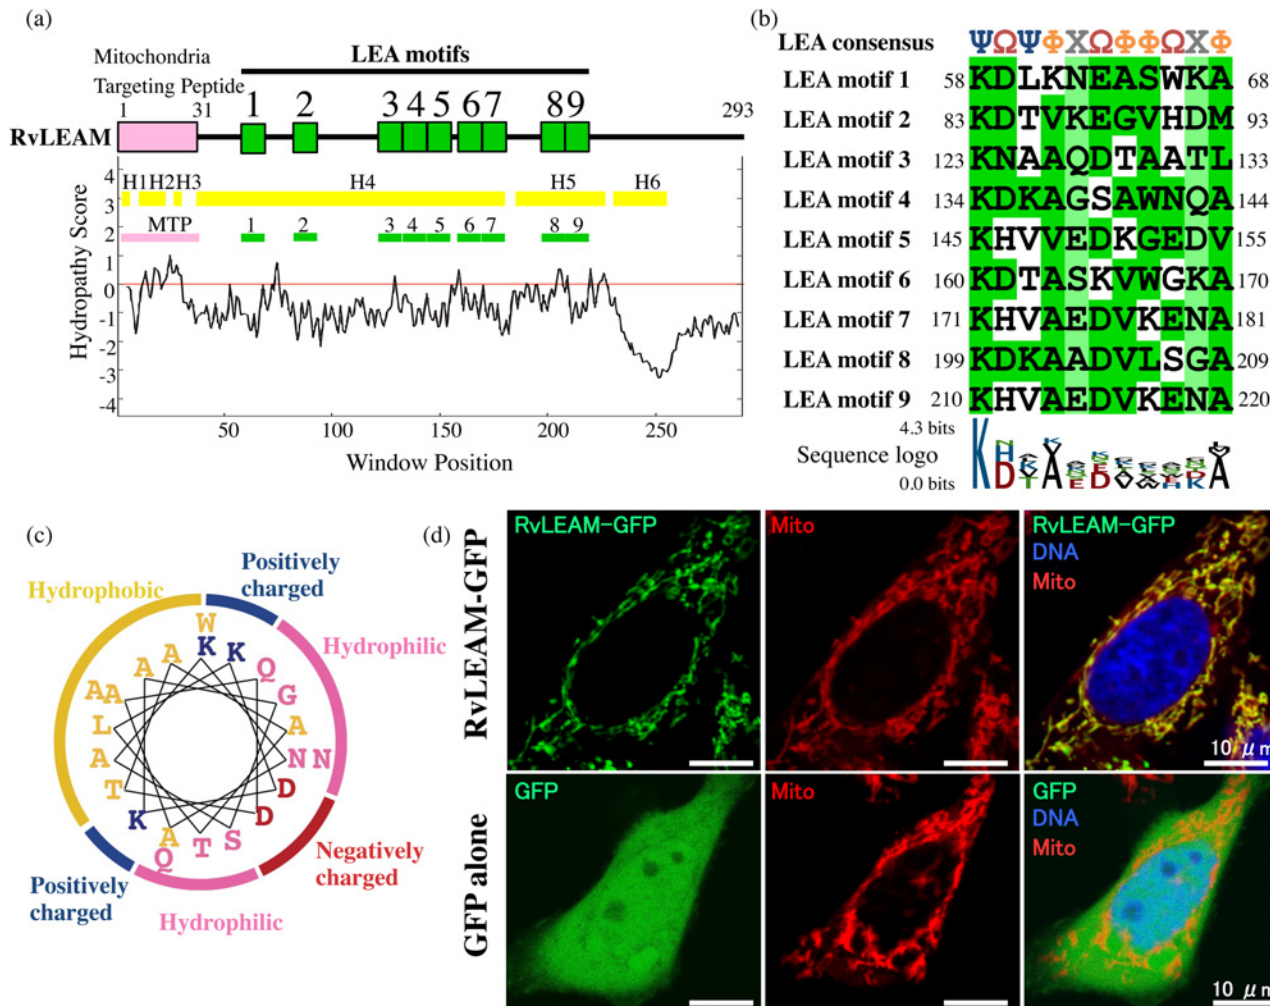 (a)
Mitochondria
Targeting Peptide
LEA motifs
1 31 1 2 3 4 5 6 7 8 9 293
RvLEAM
Hydropathy Score
4
3
2
1
0
-1
-2
-3
-4
H1 H2 H3 H4 H5 H6
MTP 1 2 3 4 5 6 7 8 9
50 100 150 200 250
Window Position
(b)
LEA consensus ΨΩΨΦXΩΦΦΩXΦ
LEA motif 1 58 KDLKNEASWKA 68
LEA motif 2 83 KDTVKEGVHDM 93
LEA motif 3 123 KNAAQDTAATL 133
LEA motif 4 134 KDKAGSAWNQA 144
LEA motif 5 145 KHVVEDKGEDV 155
LEA motif 6 160 KDTASKVWGKA 170
LEA motif 7 171 KHVAEDVKENA 181
LEA motif 8 199 KDKAADVLSGA 209
LEA motif 9 210 KHVAEDVKENA 220
4.3 bits
Sequence logo
0.0 bits
(c)
Hydrophobic
Positively
charged
Hydrophilic
Negatively
charged
Hydrophilic
Positively
charged
W
K
K
Q
G
A
N N
D
D
S
T
A
Q
K
T
A
L
A A
A
A
(d)
RvLEAM-GFP
RvLEAM-GFP
Mito
RvLEAM-GFP
DNA
Mito
10 μm
GFP alone
GFP
Mito
GFP
DNA
Mito
10 μm